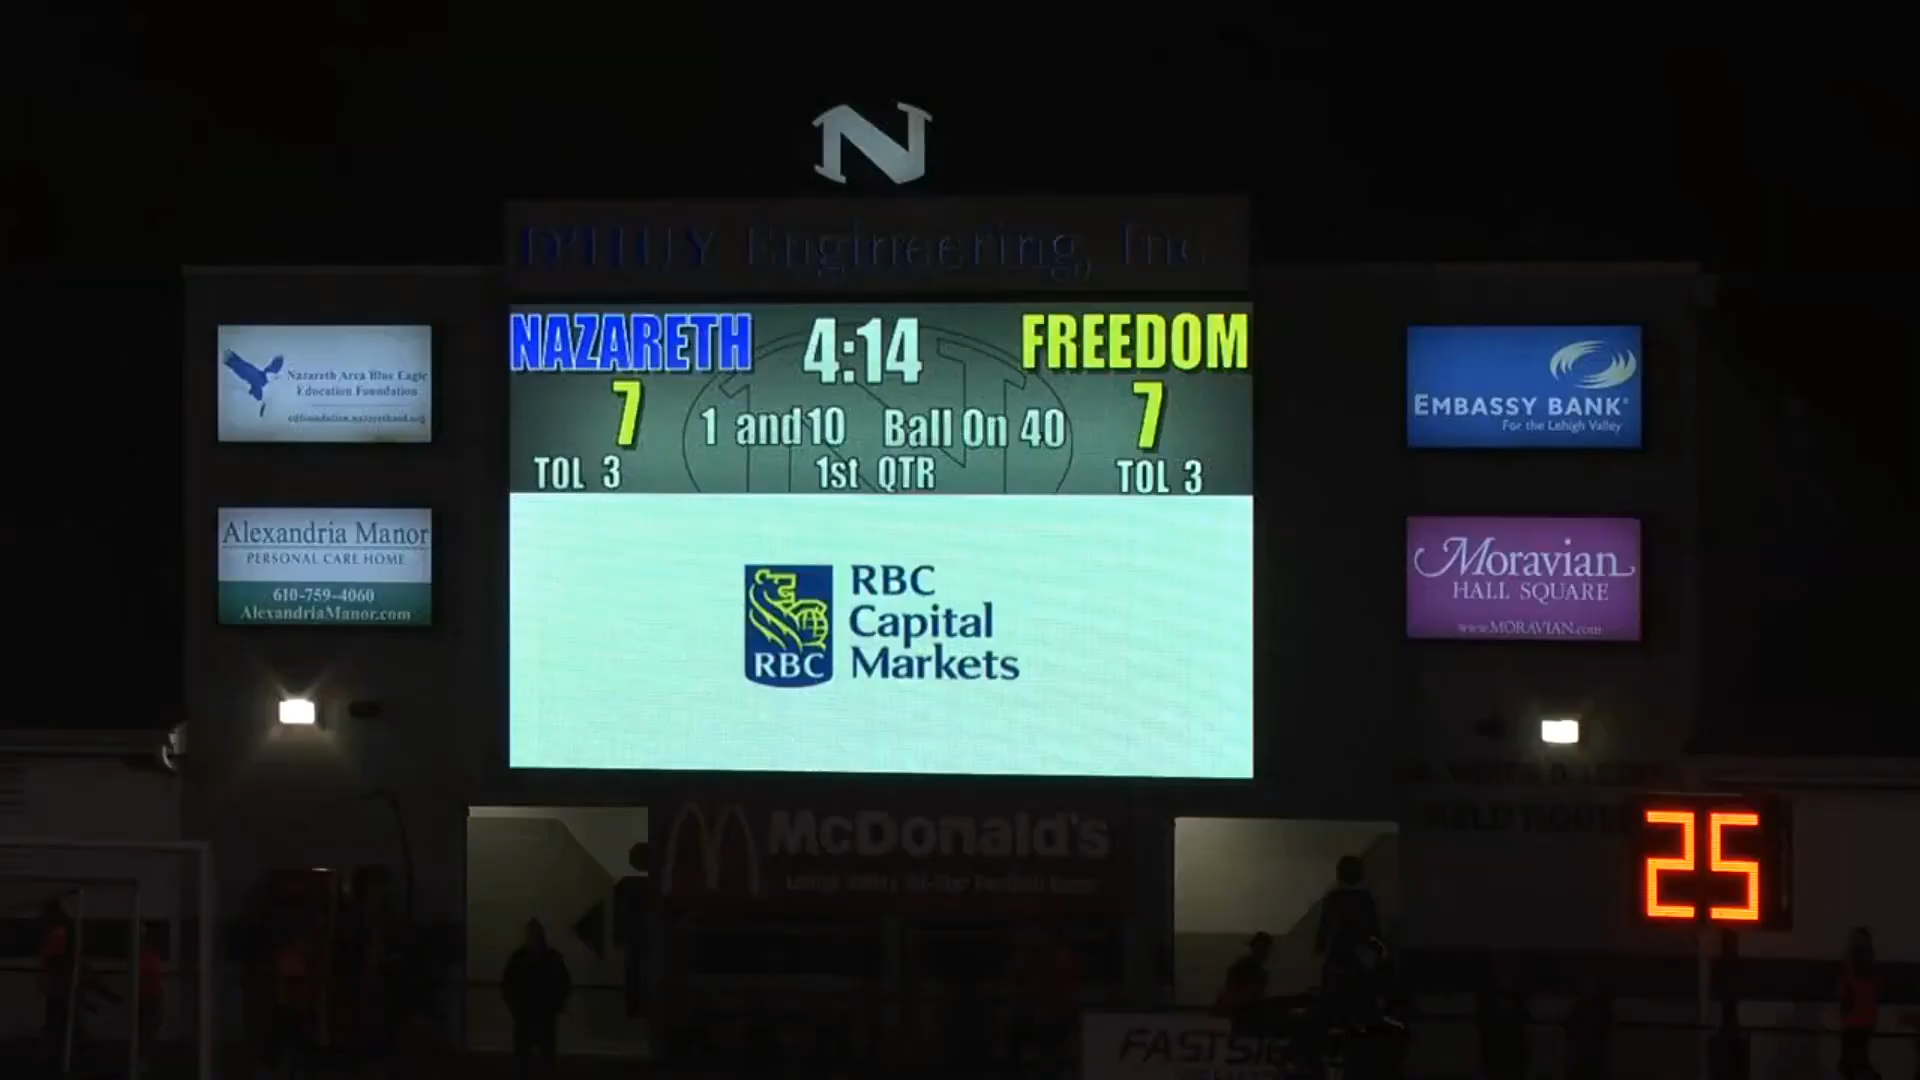 N
D'HUY Engineering, Inc
NAZARETH 4:14 FREEDOM
7 1 and 10 Ball On 40 7
TOL 3 1st QTR TOL 3
Nazareth Area Blue Eagle
Education Foundation
Alexandria Manor
PERSONAL CARE HOME
610-759-4060
AlexandriaManor.com
RBC
RBC
Capital
Markets
EMBASSY BANK
For the Lehigh Valley
Moravian
HALL SQUARE
www.MORAVIAN.com
McDonald's
25